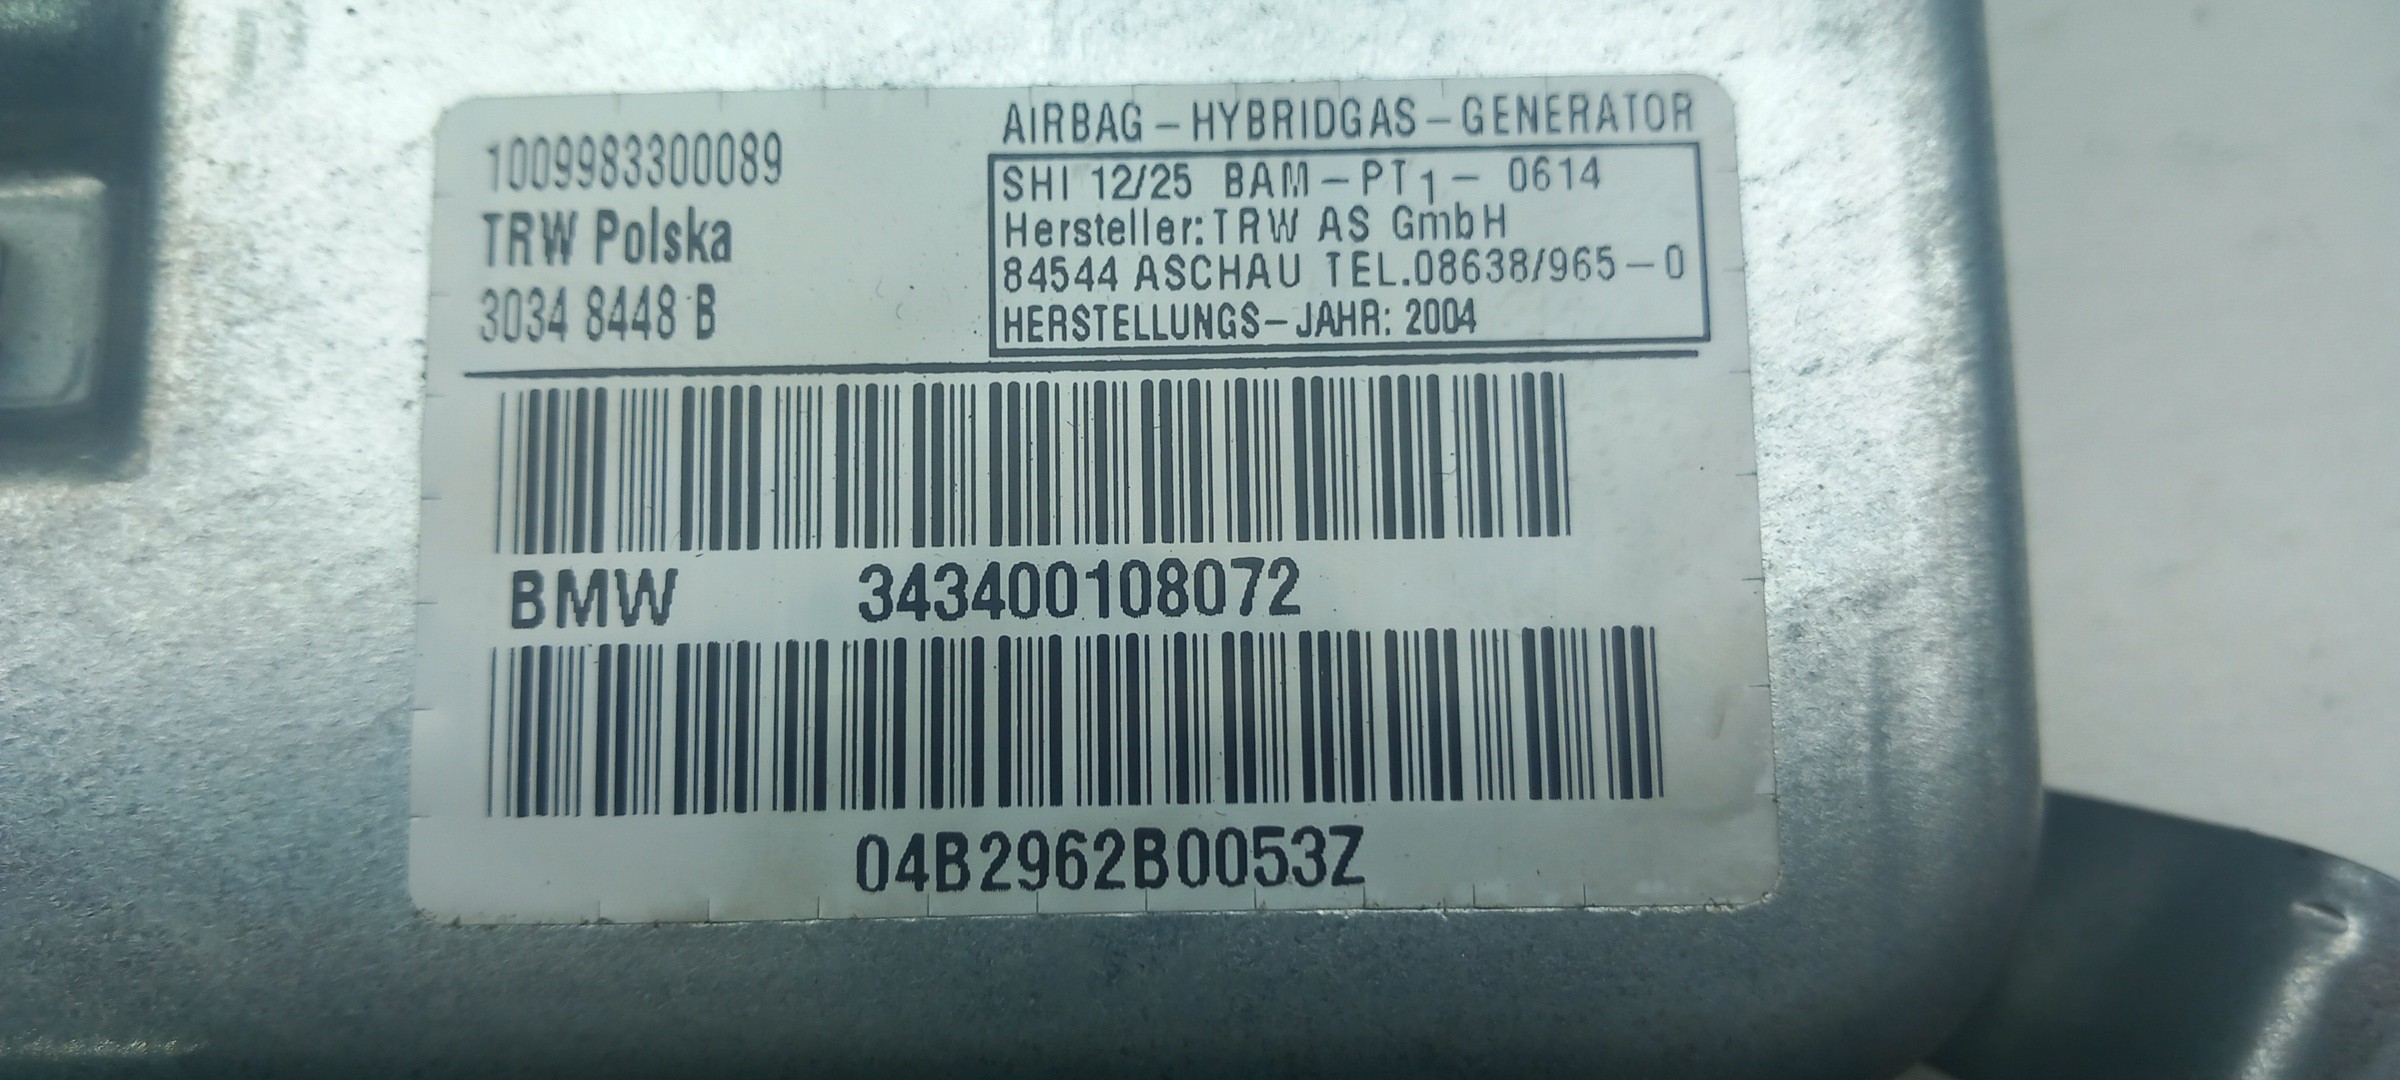 1009983300089
TRW Polska
3034 8448 B
AIRBAG – HYBRIDGAS – GENERATOR
SHI 12/25 BAM – PT1 – 0614
Hersteller: TRW AS GmbH
84544 ASCHAU TEL.08638/965 – 0
HERSTELLUNGS – JAHR: 2004
BMW 343400108072
04B2962B0053Z